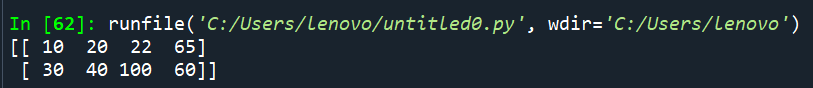 In [62]: runfile('C:/Users/lenovo/untitled0.py', wdir='C:/Users/lenovo')
[[ 10  20  22  65]
 [ 30  40 100  60]]